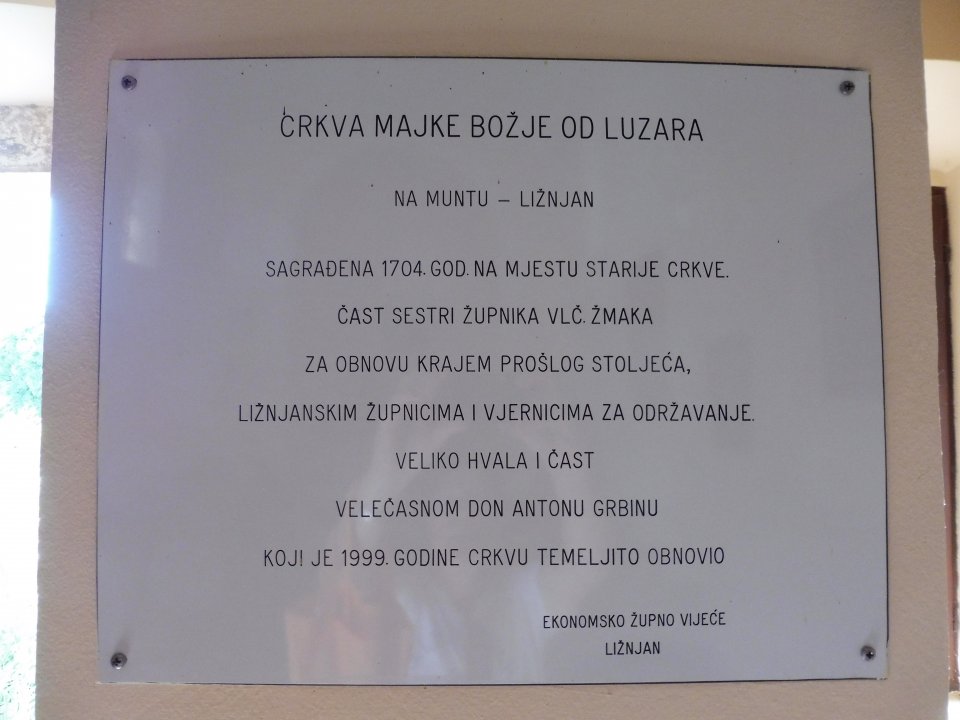 CRKVA MAJKE BOŽJE OD LUZARA
NA MUNTU – LIŽNJAN
SAGRAĐENA 1704. GOD. NA MJESTU STARIJE CRKVE.
ČAST SESTRI ŽUPNIKA VLČ. ŽMAKA
ZA OBNOVU KRAJEM PROŠLOG STOLJEĆA,
LIŽNJANSKIM ŽUPNICIMA I VJERNICIMA ZA ODRŽAVANJE.
VELIKO HVALA I ČAST
VELEČASNOM DON ANTONU GRBINU
KOJI JE 1999. GODINE CRKVU TEMELJITO OBNOVIO
EKONOMSKO ŽUPNO VIJEĆE
LIŽNJAN